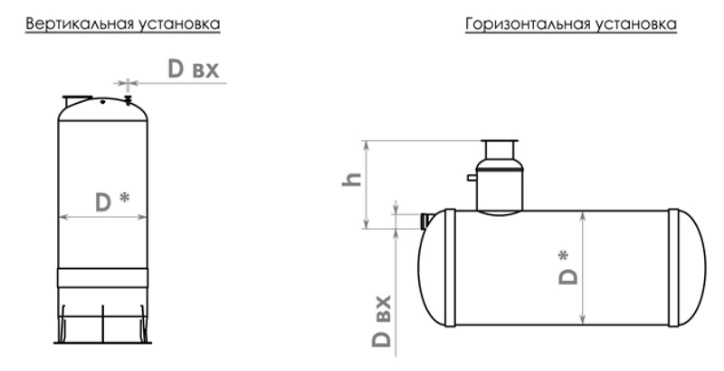 Вертикальная установка
Горизонтальная установка
D вх
D *
h
D вх
D *